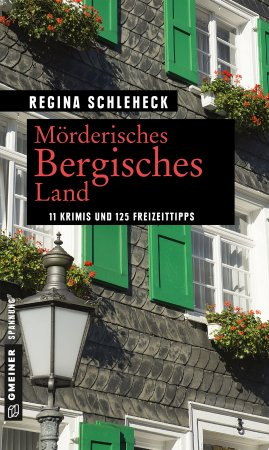 REGINA SCHLEHECK
Mörderisches
Bergisches
Land
11 KRIMIS UND 125 FREIZEITTIPPS
GMEINER SPANNUNG